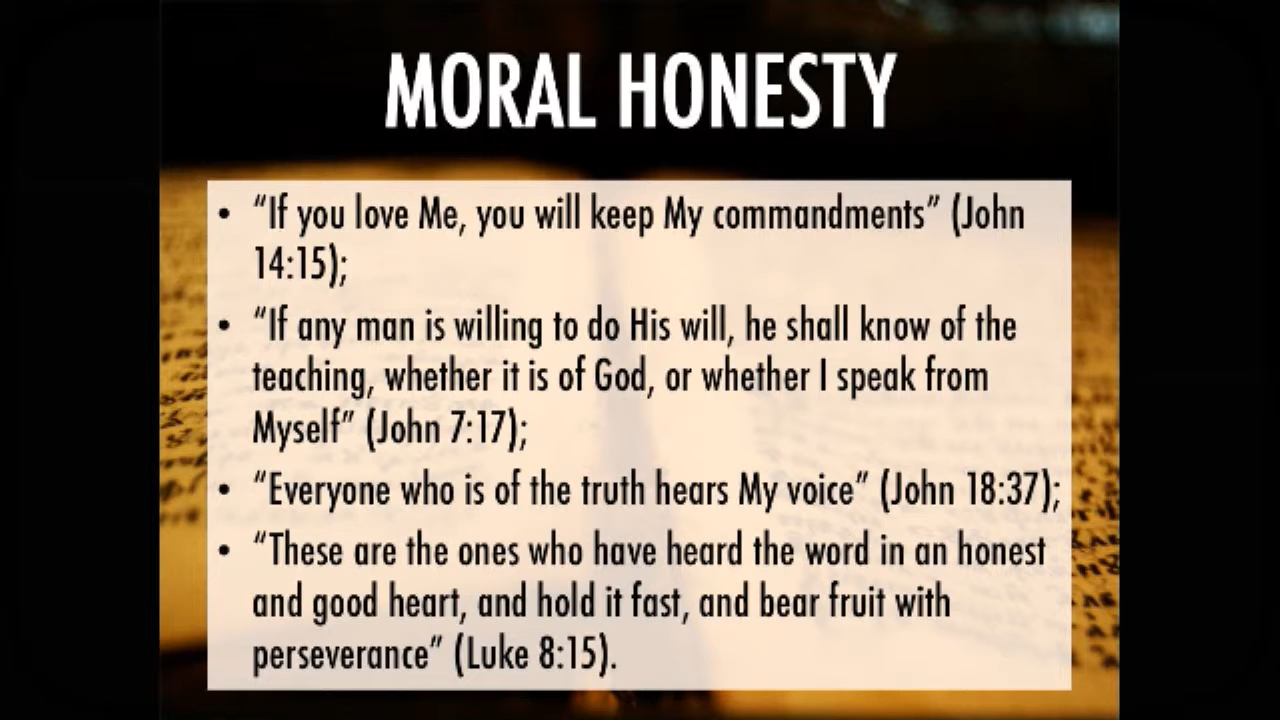 MORAL HONESTY
• “If you love Me, you will keep My commandments” (John
14:15);
• “If any man is willing to do His will, he shall know of the
teaching, whether it is of God, or whether I speak from
Myself” (John 7:17);
• “Everyone who is of the truth hears My voice” (John 18:37);
• “These are the ones who have heard the word in an honest
and good heart, and hold it fast, and bear fruit with
perseverance” (Luke 8:15).